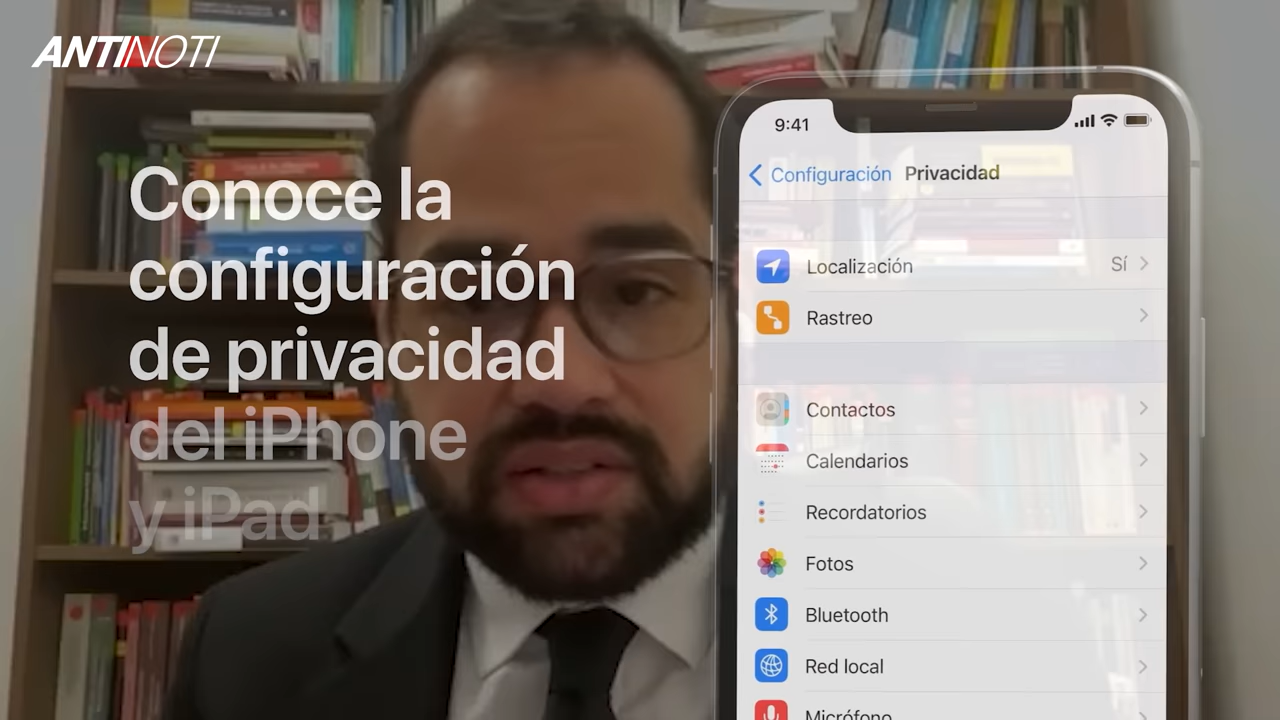 ANTINOTI
Conoce la
configuración
de privacidad
del iPhone
y iPad
9:41
Configuración Privacidad
Localización Sí
Rastreo
Contactos
Calendarios
Recordatorios
Fotos
Bluetooth
Red local
Micrófono